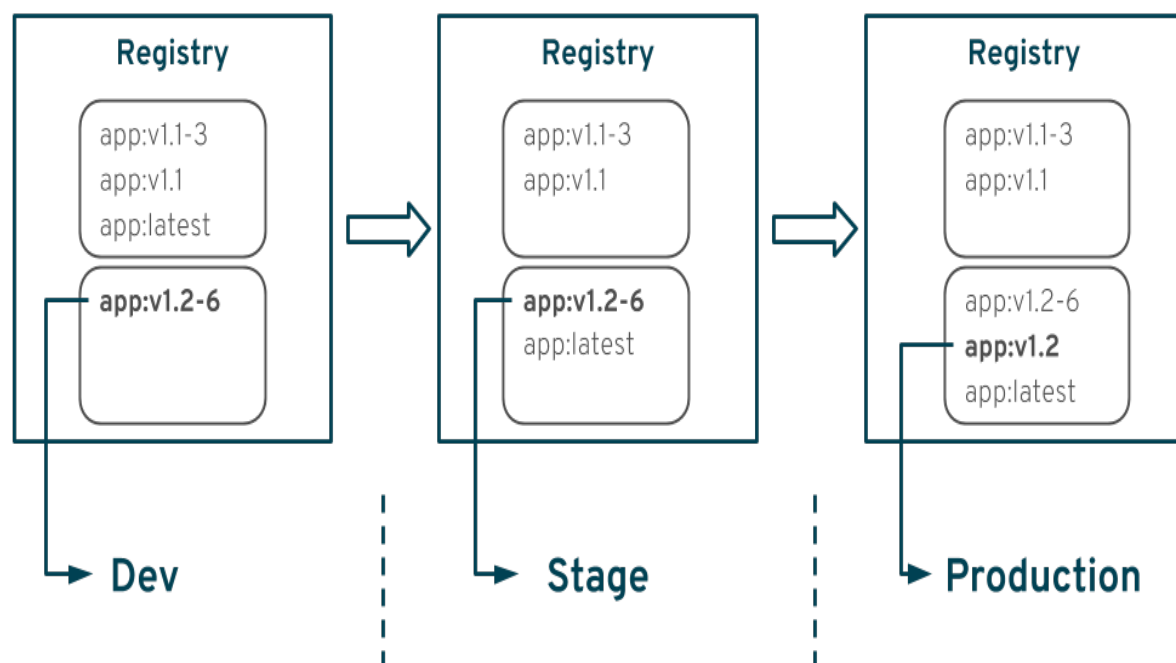 Registry
app:v1.1-3
app:v1.1
app:latest
app:v1.2-6
Dev
Registry
app:v1.1-3
app:v1.1
app:v1.2-6
app:latest
Stage
Registry
app:v1.1-3
app:v1.1
app:v1.2-6
app:v1.2
app:latest
Production